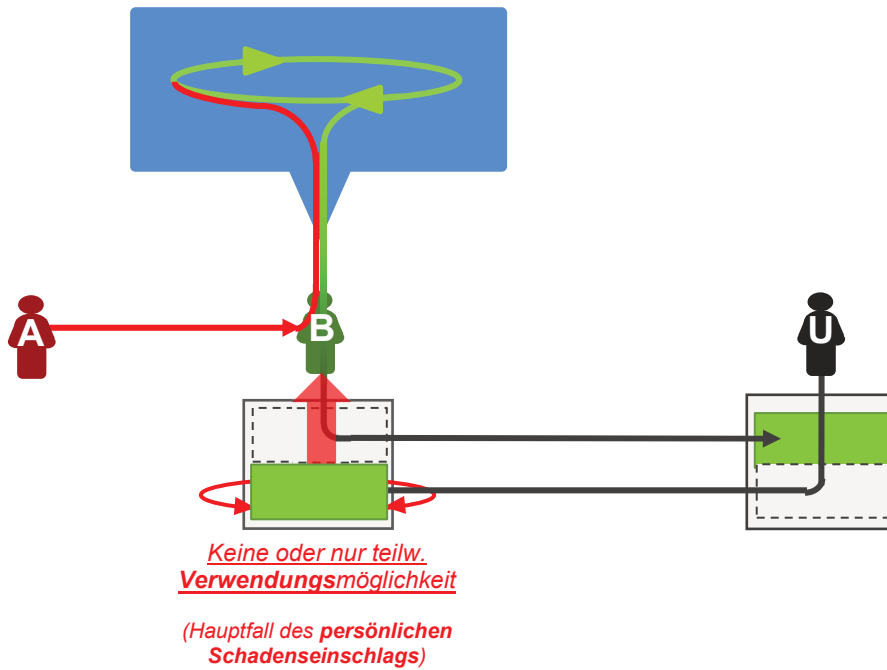 A
B
U
Keine oder nur teilw.
Verwendungsmöglichkeit
(Hauptfall des persönlichen
Schadenseinschlags)